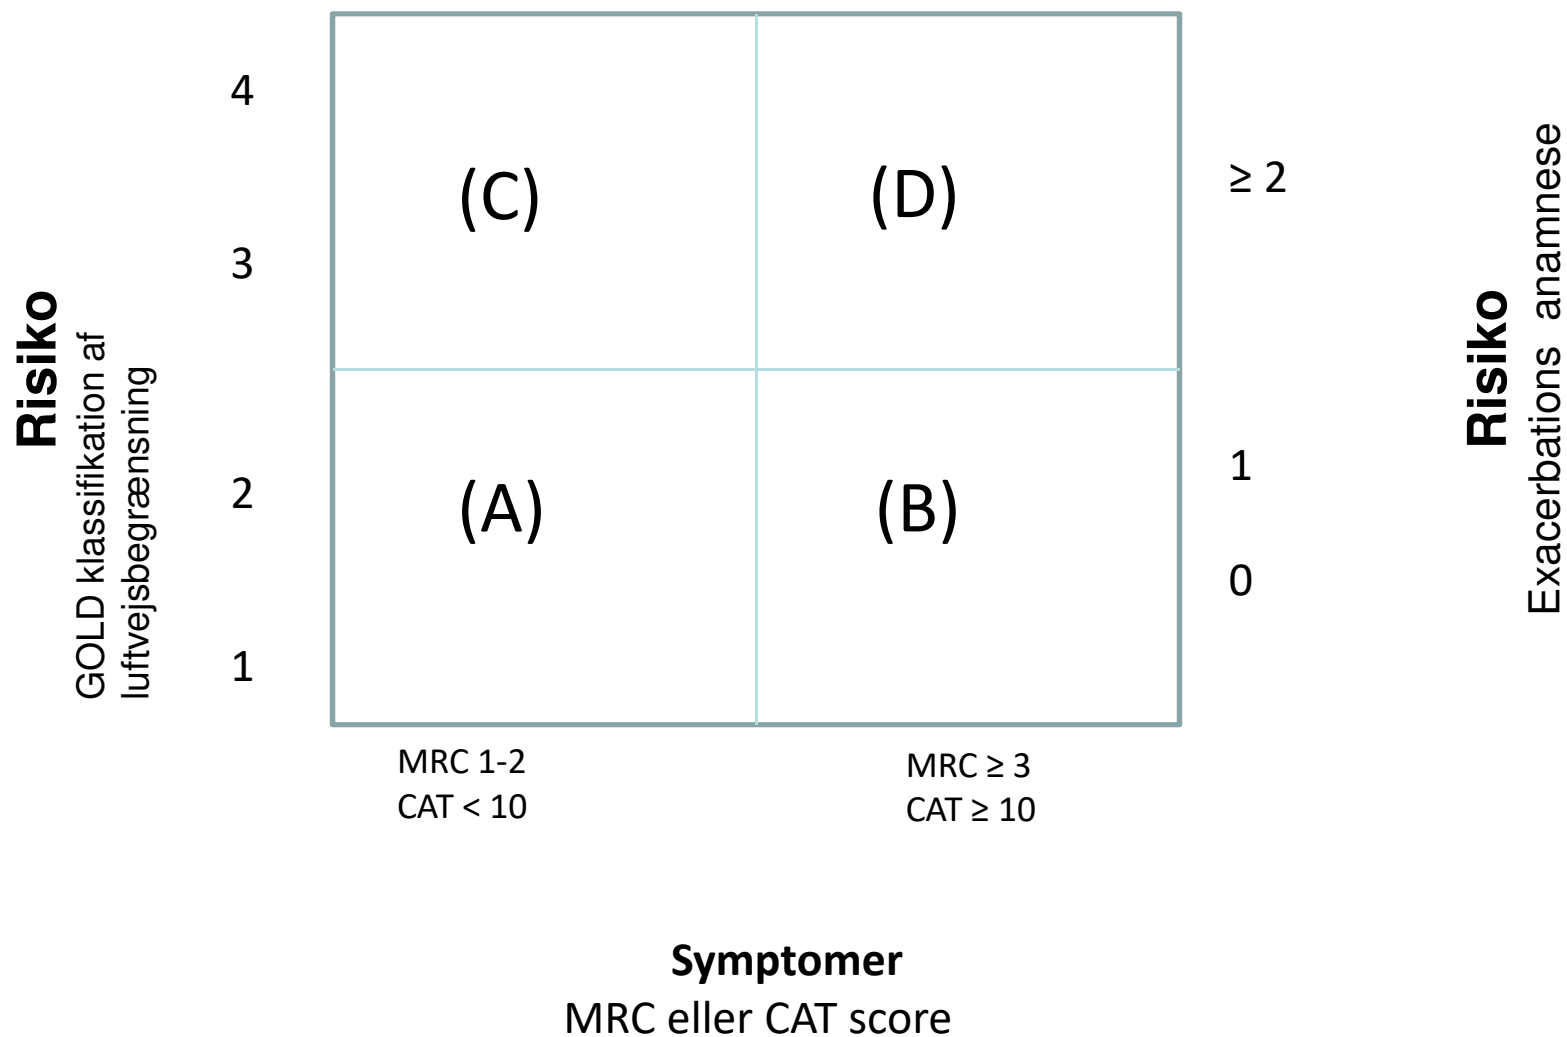 Risiko
GOLD klassifikation af
luftvejsbegrænsning
4
3
2
1
(C)
(D)
(A)
(B)
≥ 2
1
0
Risiko
Exacerbations anamnese
MRC 1-2
CAT < 10
MRC ≥ 3
CAT ≥ 10
Symptomer
MRC eller CAT score